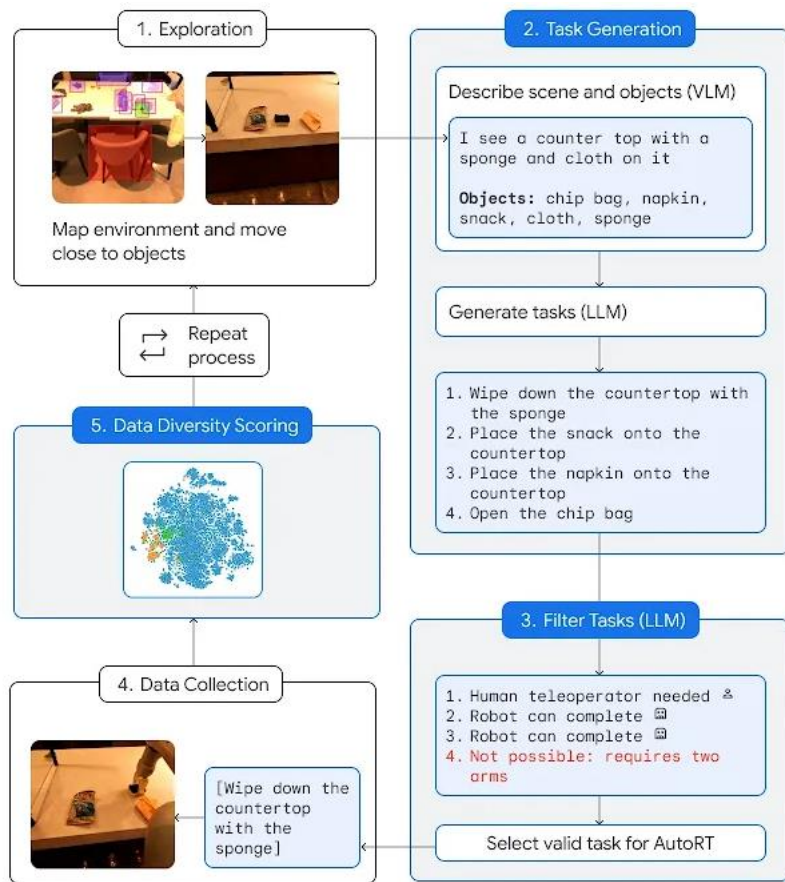 1. Exploration
Map environment and move
close to objects
2. Task Generation
Describe scene and objects (VLM)
I see a counter top with a
sponge and cloth on it
Objects: chip bag, napkin,
snack, cloth, sponge
Generate tasks (LLM)
1. Wipe down the countertop with
the sponge
2. Place the snack onto the
countertop
3. Place the napkin onto the
countertop
4. Open the chip bag
3. Filter Tasks (LLM)
1. Human teleoperator needed
2. Robot can complete
3. Robot can complete
4. Not possible: requires two
arms
Select valid task for AutoRT
4. Data Collection
[Wipe down the
countertop
with the
sponge]
5. Data Diversity Scoring
Repeat
process